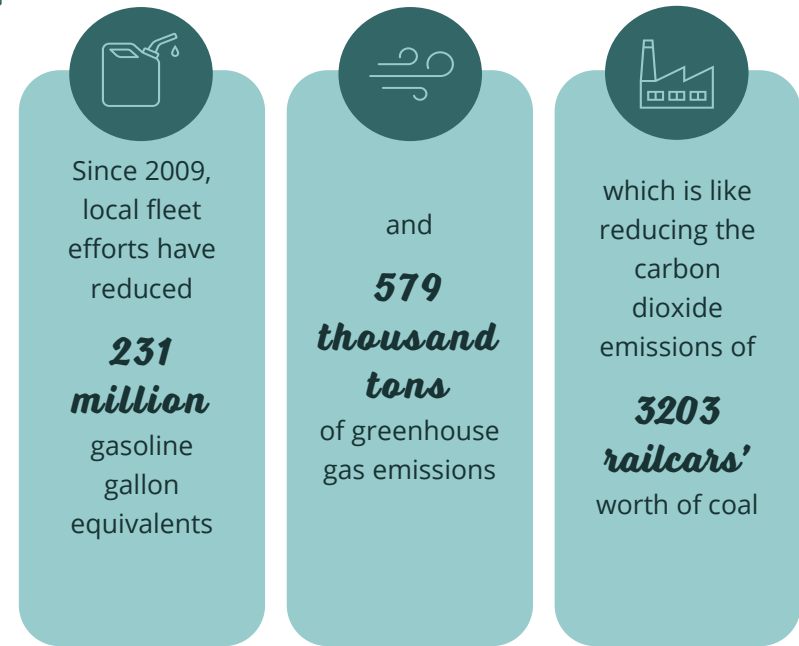 Since 2009,
local fleet
efforts have
reduced
231
million
gasoline
gallon
equivalents
and
579
thousand
tons
of greenhouse
gas emissions
which is like
reducing the
carbon
dioxide
emissions of
3203
railcars’
worth of coal